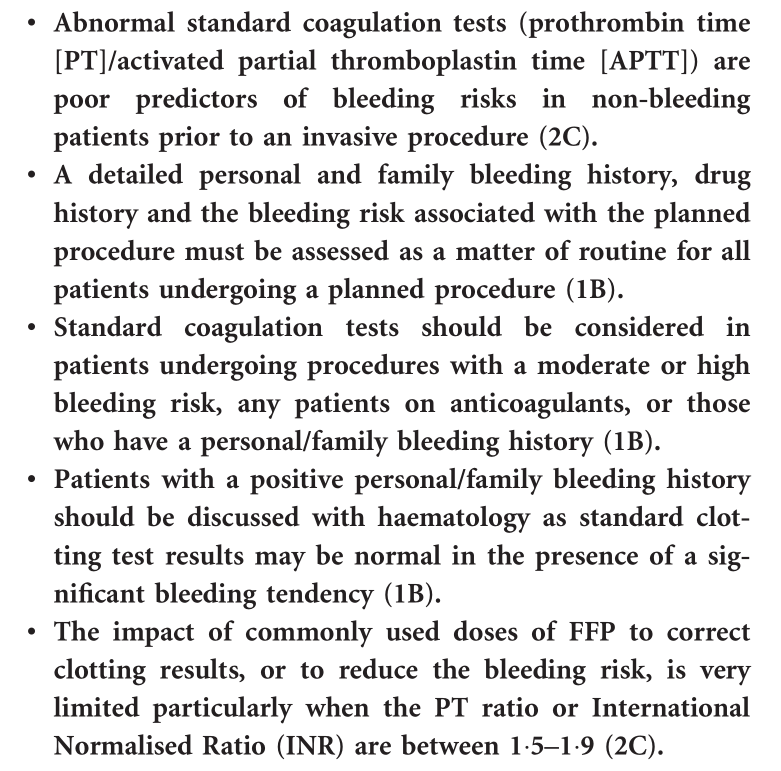 • Abnormal standard coagulation tests (prothrombin time
[PT]/activated partial thromboplastin time [APTT]) are
poor predictors of bleeding risks in non-bleeding
patients prior to an invasive procedure (2C).
• A detailed personal and family bleeding history, drug
history and the bleeding risk associated with the planned
procedure must be assessed as a matter of routine for all
patients undergoing a planned procedure (1B).
• Standard coagulation tests should be considered in
patients undergoing procedures with a moderate or high
bleeding risk, any patients on anticoagulants, or those
who have a personal/family bleeding history (1B).
• Patients with a positive personal/family bleeding history
should be discussed with haematology as standard clot-
ting test results may be normal in the presence of a sig-
nificant bleeding tendency (1B).
• The impact of commonly used doses of FFP to correct
clotting results, or to reduce the bleeding risk, is very
limited particularly when the PT ratio or International
Normalised Ratio (INR) are between 1·5–1·9 (2C).